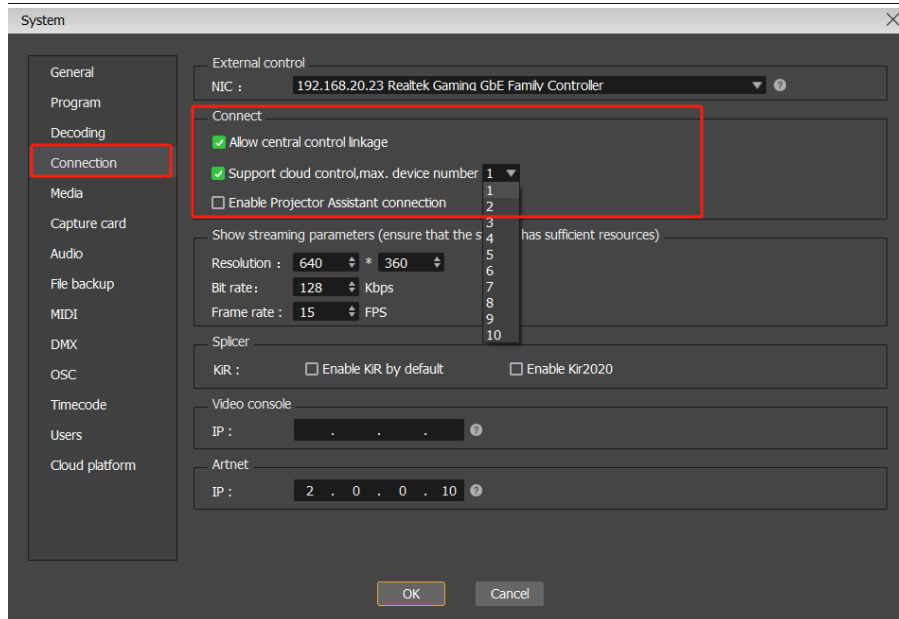 System
General
Program
Decoding
Connection
Media
Capture card
Audio
File backup
MIDI
DMX
OSC
Timecode
Users
Cloud platform
External control
NIC : 192.168.20.23 Realtek Gaming GbE Family Controller
Connect
Allow central control linkage
Support cloud control,max. device number 1
1
2
3
4
5
6
7
8
9
10
Enable Projector Assistant connection
Show streaming parameters (ensure that the s has sufficient resources)
Resolution : 640 * 360
Bit rate: 128 Kbps
Frame rate : 15 FPS
Splicer
KiR : Enable KiR by default Enable Kir2020
Video console
IP : . . .
Artnet
IP : 2 . 0 . 0 . 10
OK Cancel